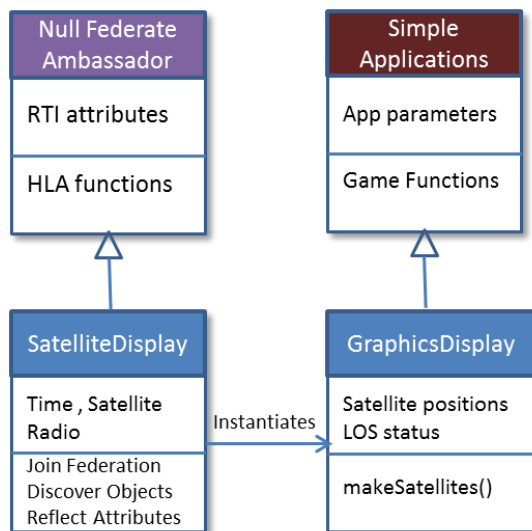 Null Federate
Ambassador
RTI attributes
HLA functions
Simple
Applications
App parameters
Game Functions
SatelliteDisplay
Time , Satellite
Radio
Join Federation
Discover Objects
Reflect Attributes
Instantiates
GraphicsDisplay
Satellite positions
LOS status
makeSatellites()